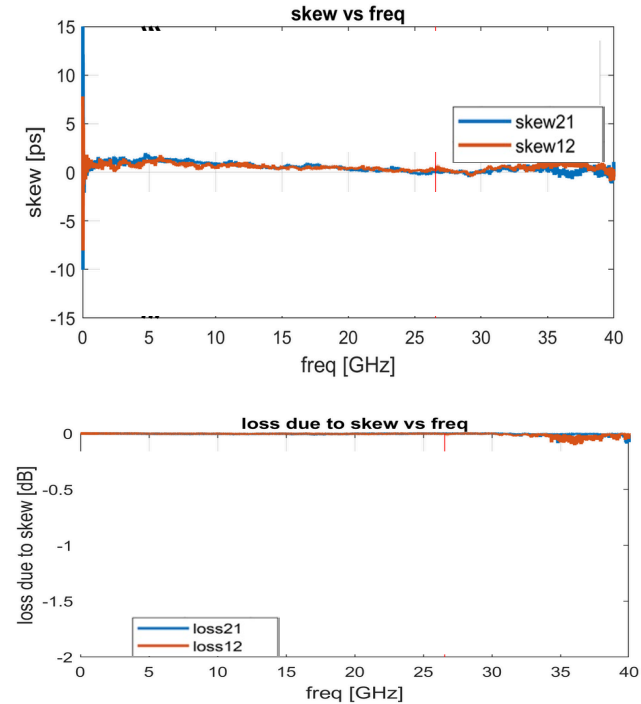 skew vs freq
15
10
5
0
-5
-10
-15
skew [ps]
skew21
skew12
0 5 10 15 20 25 30 35 40
freq [GHz]
loss due to skew vs freq
0
-0.5
-1
-1.5
-2
loss due to skew [dB]
loss21
loss12
0 5 10 15 20 25 30 35 40
freq [GHz]